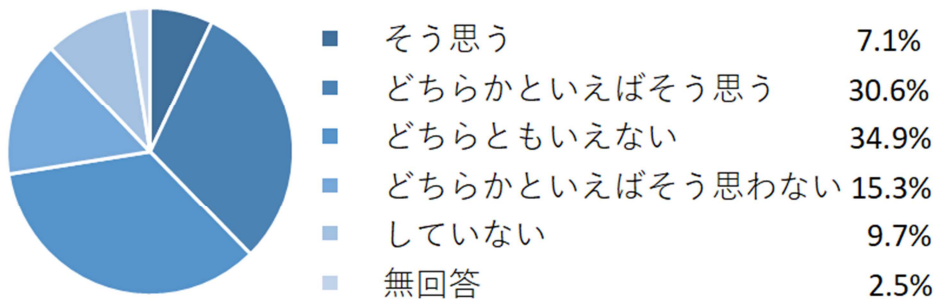 そう思う 7.1%
どちらかといえばそう思う 30.6%
どちらともいえない 34.9%
どちらかといえばそう思わない 15.3%
していない 9.7%
無回答 2.5%